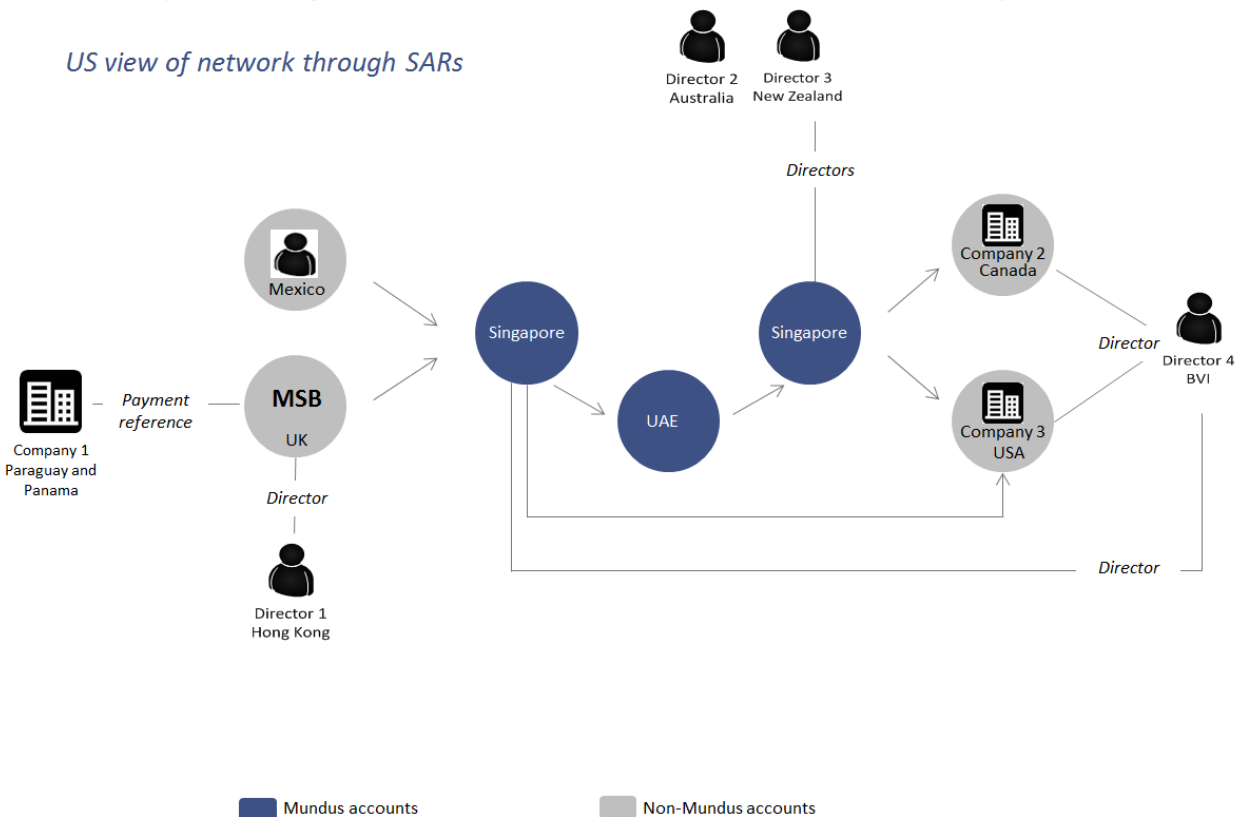 US view of network through SARs
Director 2
Australia
Director 3
New Zealand
Directors
Mexico
Company 2
Canada
Singapore
Singapore
Director
Director 4
BVI
MSB
UK
Payment
reference
Company 1
Paraguay and
Panama
UAE
Company 3
USA
Director
Director
Director 1
Hong Kong
Mundus accounts
Non-Mundus accounts